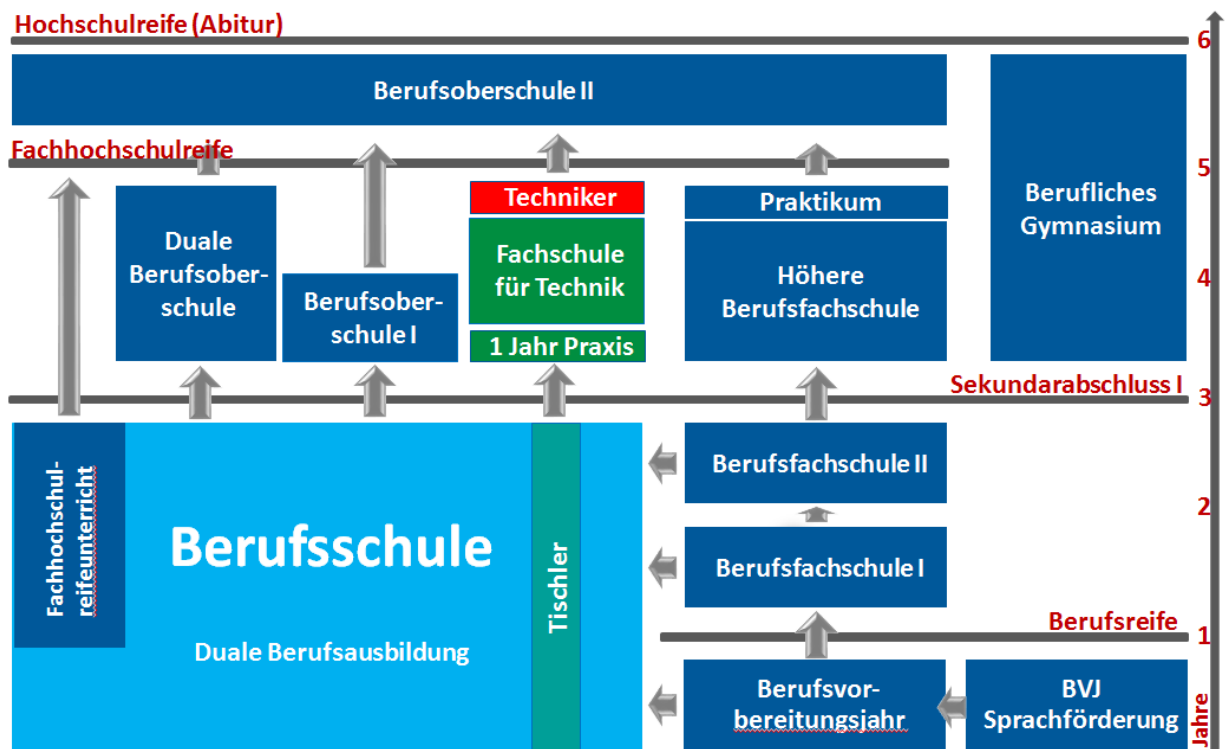 Hochschulreife (Abitur)
6
Berufsoberschule II
Fachhochschulreife
5
Techniker
Praktikum
Berufliches
Gymnasium
Duale
Berufsober-
schule
Fachschule
für Technik
Höhere
Berufsfachschule
4
Berufsober-
schule I
1 Jahr Praxis
Sekundarabschluss I
3
Fachhochschul-
reifeunterricht
Berufsschule
Duale Berufsausbildung
Tischler
Berufsfachschule II
2
Berufsfachschule I
Berufsreife
1
Berufsvor-
bereitungsjahr
BVJ
Sprachförderung
Jahre